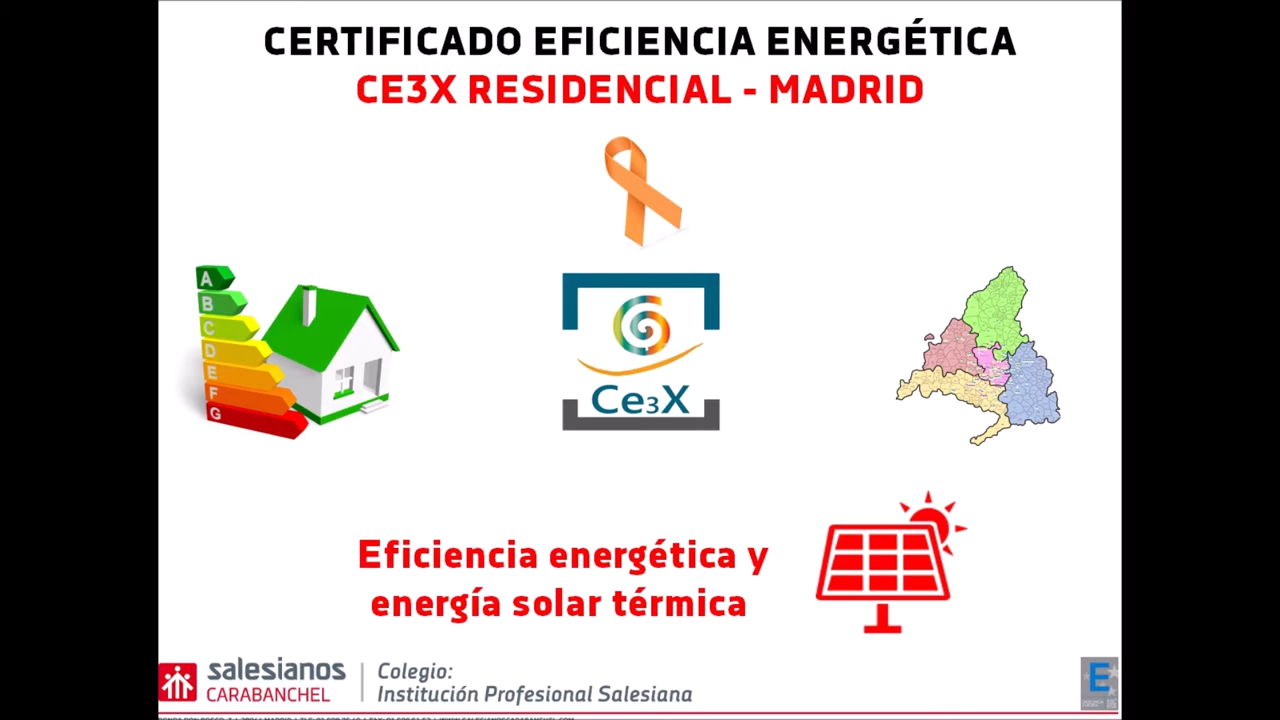 CERTIFICADO EFICIENCIA ENERGÉTICA
CE3X RESIDENCIAL - MADRID
A
B
C
D
E
F
G
Ce3X
Eficiencia energética y
energía solar térmica
salesianos
CARABANCHEL
Colegio:
Institución Profesional Salesiana
E